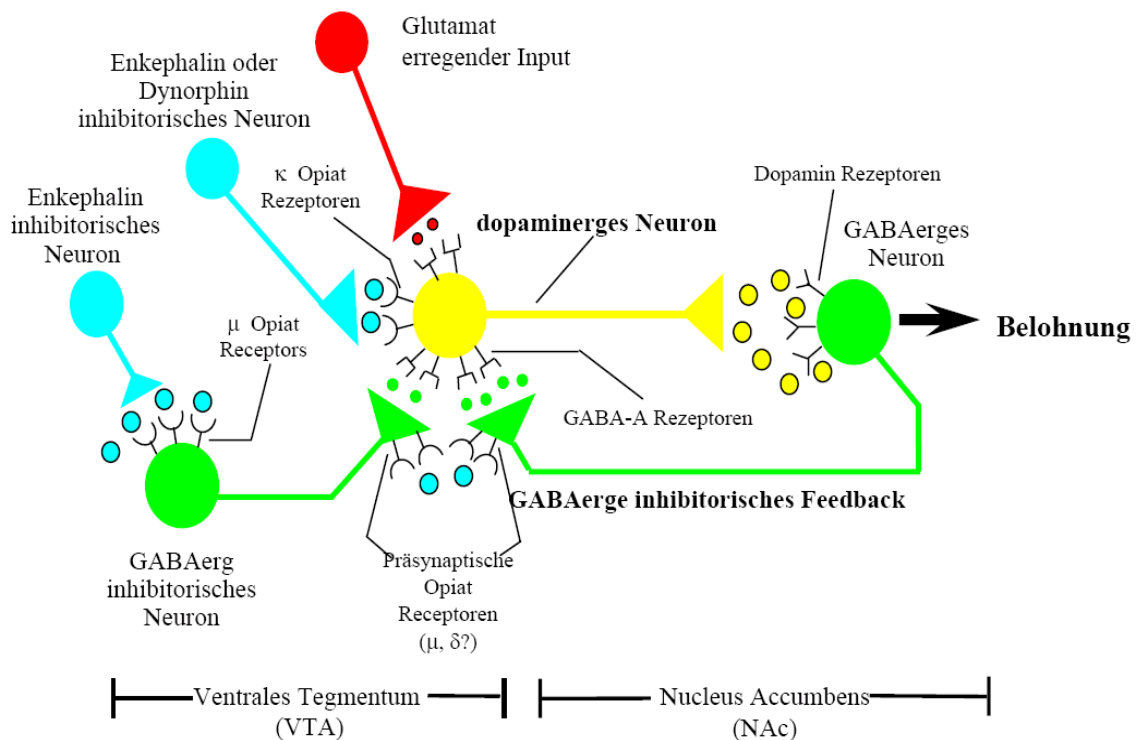 Glutamat
erregender Input
Enkephalin oder
Dynorphin
inhibitorisches Neuron
κ Opiat
Rezeptoren
Enkephalin
inhibitorisches
Neuron
dopaminerges Neuron
Dopamin Rezeptoren
GABAerges
Neuron
μ Opiat
Receptors
Belohnung
GABA-A Rezeptoren
GABAerge inhibitorisches Feedback
GABAerg
inhibitorisches
Neuron
Präsynaptische
Opiat
Receptoren
(μ, δ?)
Ventrales Tegmentum
(VTA)
Nucleus Accumbens
(NAc)